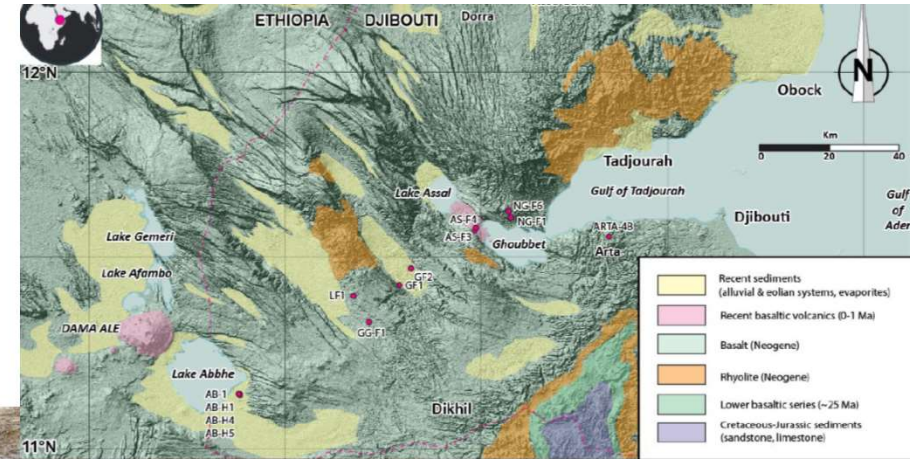 ETHIOPIA
DJIBOUTI
Dorra
12°N
N
Obock
Km
0 20 40
Tadjourah
Lake Assal
Gulf of Tadjourah
NG-F6
NG-F1
AS-F4
AS-F3
Ghoubbet
ARTA-4B
Arta
Djibouti
Gulf
of
Aden
Lake Gemeri
Lake Afambo
GF2
GF1
LF1
GG-F1
DAMA ALE
Lake Abbhe
AB-1
AB-H1
AB-H4
AB-H5
Dikhil
11°N
Recent sediments
(alluvial & eolian systems, evaporites)
Recent basaltic volcanics (0-1 Ma)
Basalt (Neogene)
Rhyolite (Neogene)
Lower basaltic series (~25 Ma)
Cretaceous-Jurassic sediments
(sandstone, limestone)